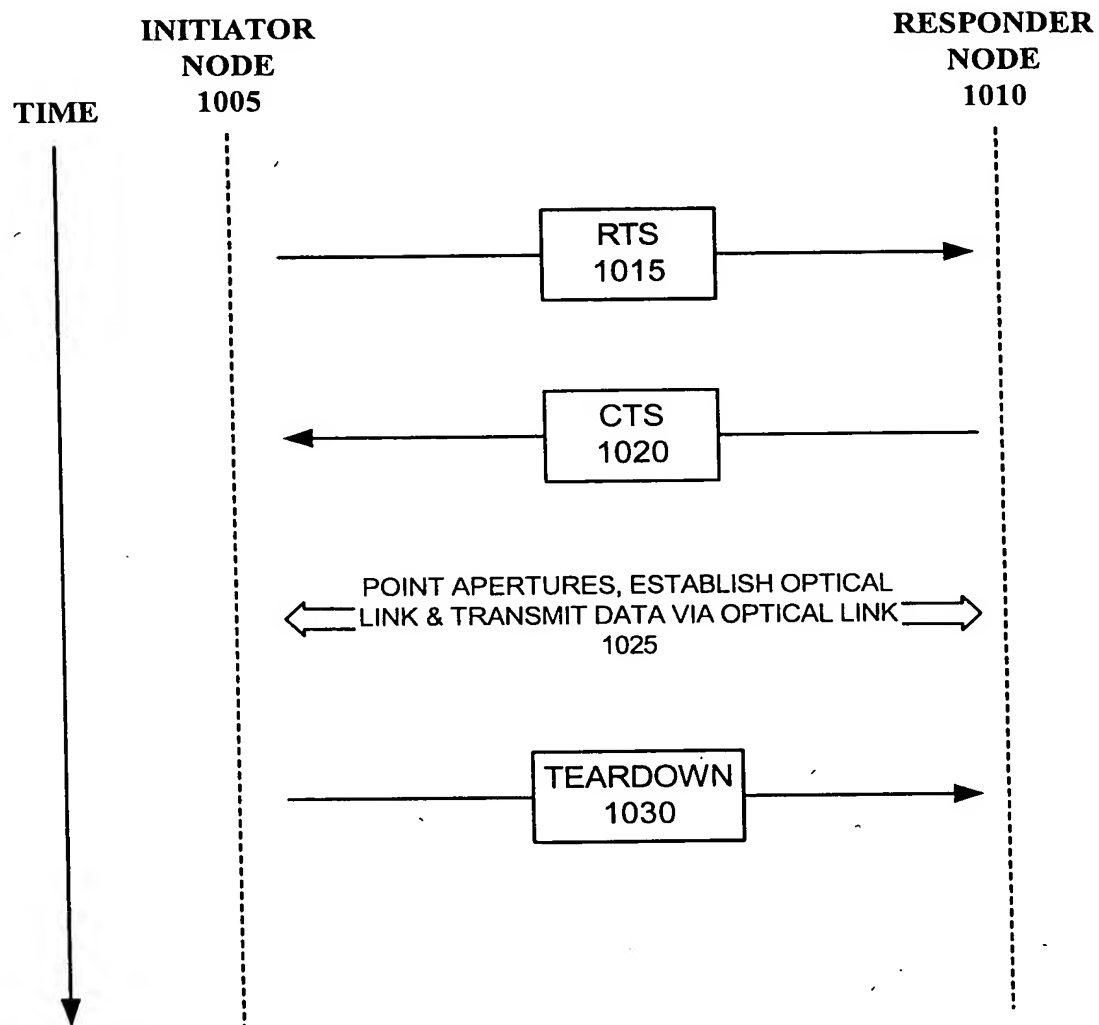 INITIATOR
NODE
1005
RESPONDER
NODE
1010
TIME
RTS
1015
CTS
1020
POINT APERTURES, ESTABLISH OPTICAL
LINK & TRANSMIT DATA VIA OPTICAL LINK
1025
TEARDOWN
1030